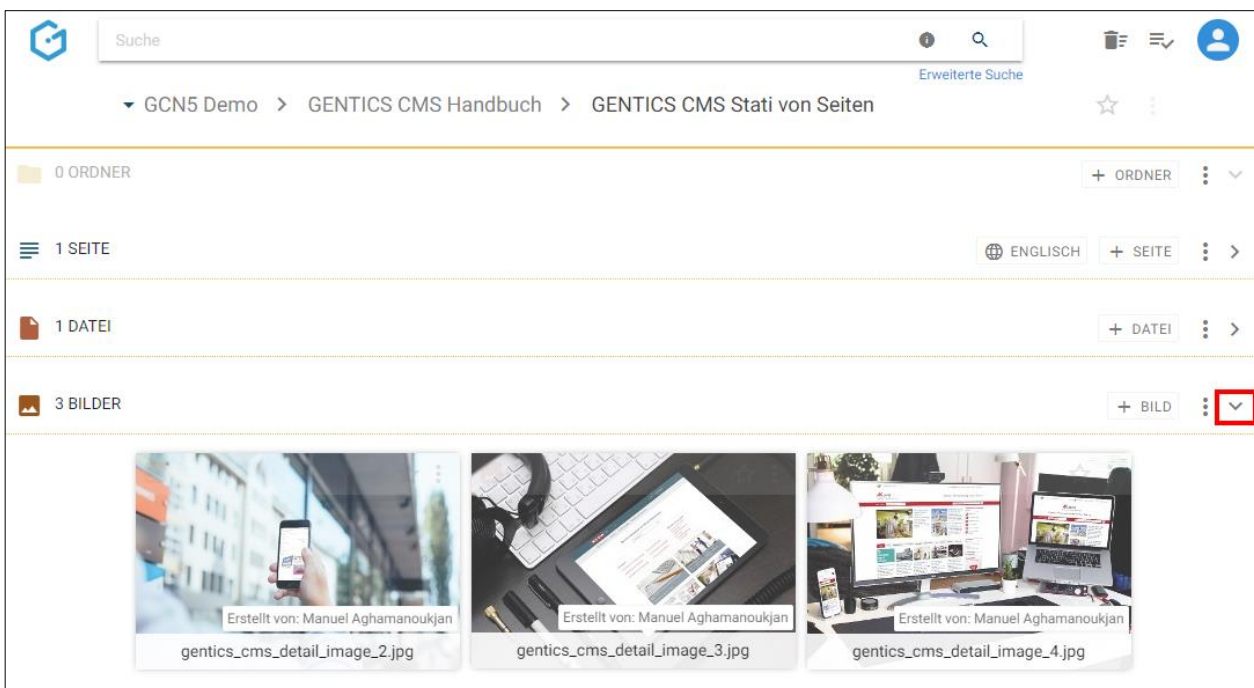 Suche
Erweiterte Suche
GCN5 Demo > GENTICS CMS Handbuch > GENTICS CMS Stati von Seiten
0 ORDNER + ORDNER
1 SEITE ENGLISCH + SEITE
1 DATEI + DATEI
3 BILDER + BILD
Erstellt von: Manuel Aghamanoukjan
Erstellt von: Manuel Aghamanoukjan
Erstellt von: Manuel Aghamanoukjan
gentics_cms_detail_image_2.jpg
gentics_cms_detail_image_3.jpg
gentics_cms_detail_image_4.jpg